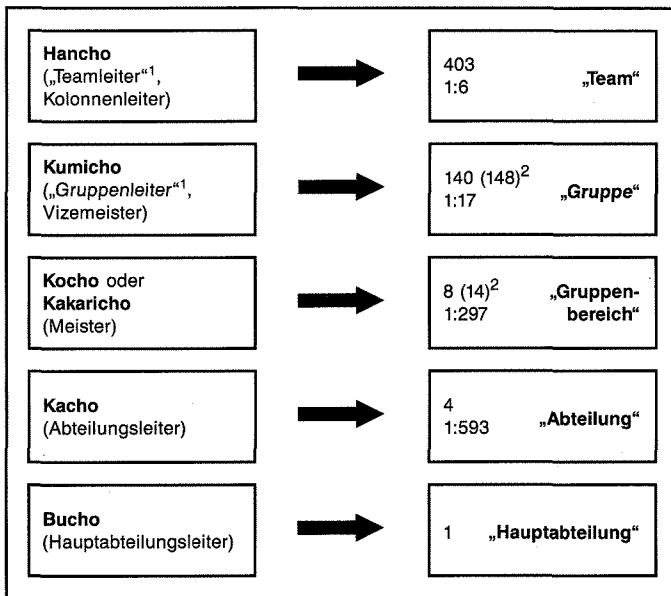 Hancho
(„Teamleiter“¹,
Kolonnenleiter)
403
1:6 „Team“
Kumicho
(„Gruppenleiter“¹,
Vizemeister)
140 (148)²
1:17 „Gruppe“
Kocho oder
Kakaricho
(Meister)
8 (14)² „Gruppen-
1:297 bereich“
Kacho
(Abteilungsleiter)
4
1:593 „Abteilung“
Bucho
(Hauptabteilungsleiter)
1 „Hauptabteilung“